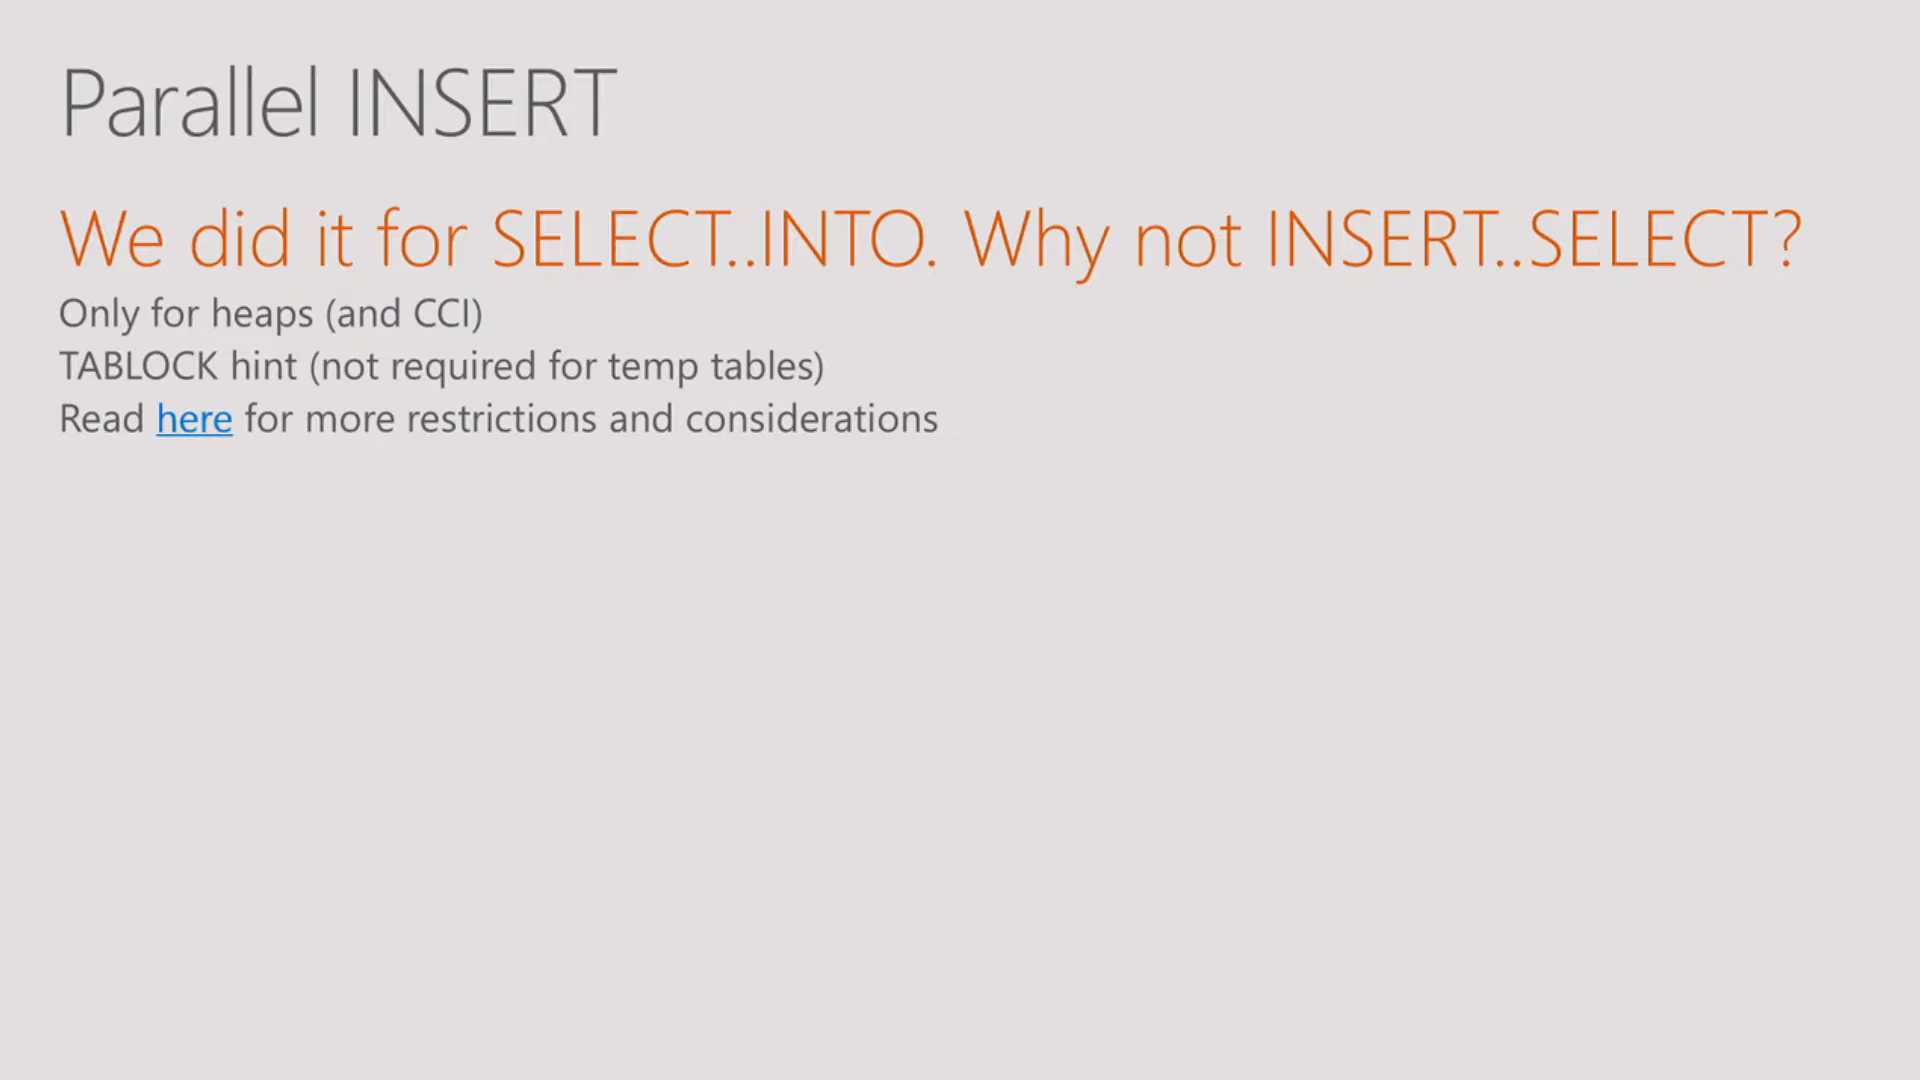 Parallel INSERT
We did it for SELECT..INTO. Why not INSERT..SELECT?
Only for heaps (and CCI)
TABLOCK hint (not required for temp tables)
Read here for more restrictions and considerations